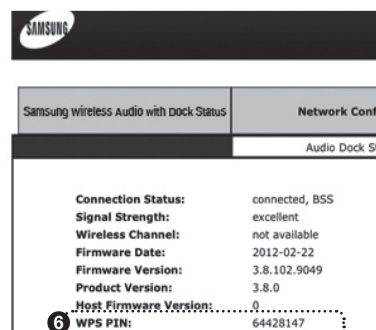 SAMSUNG
Samsung Wireless Audio with Dock Status Network Conf
Audio Dock S
Connection Status: connected, BSS
Signal Strength: excellent
Wireless Channel: not available
Firmware Date: 2012-02-22
Firmware Version: 3.8.102.9049
Product Version: 3.8.0
Host Firmware Version: 0
6 WPS PIN: 64428147